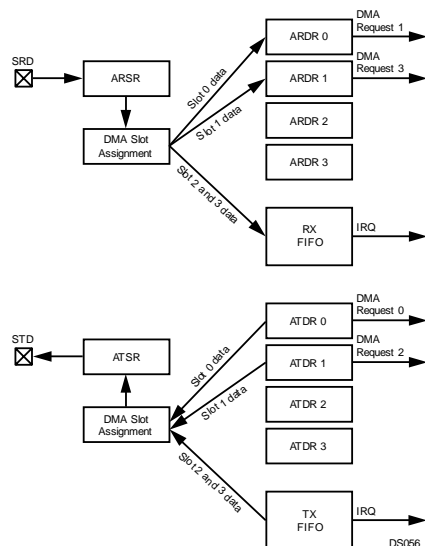 SRD
ARSR
DMA Slot
Assignment
Slot 0 data
Slot 1 data
Slot 2 and 3 data
ARDR 0
DMA
Request 1
ARDR 1
DMA
Request 3
ARDR 2
ARDR 3
RX
FIFO
IRQ
STD
ATSR
DMA Slot
Assignment
Slot 0 data
Slot 1 data
Slot 2 and 3 data
ATDR 0
DMA
Request 0
ATDR 1
DMA
Request 2
ATDR 2
ATDR 3
TX
FIFO
IRQ
DS056